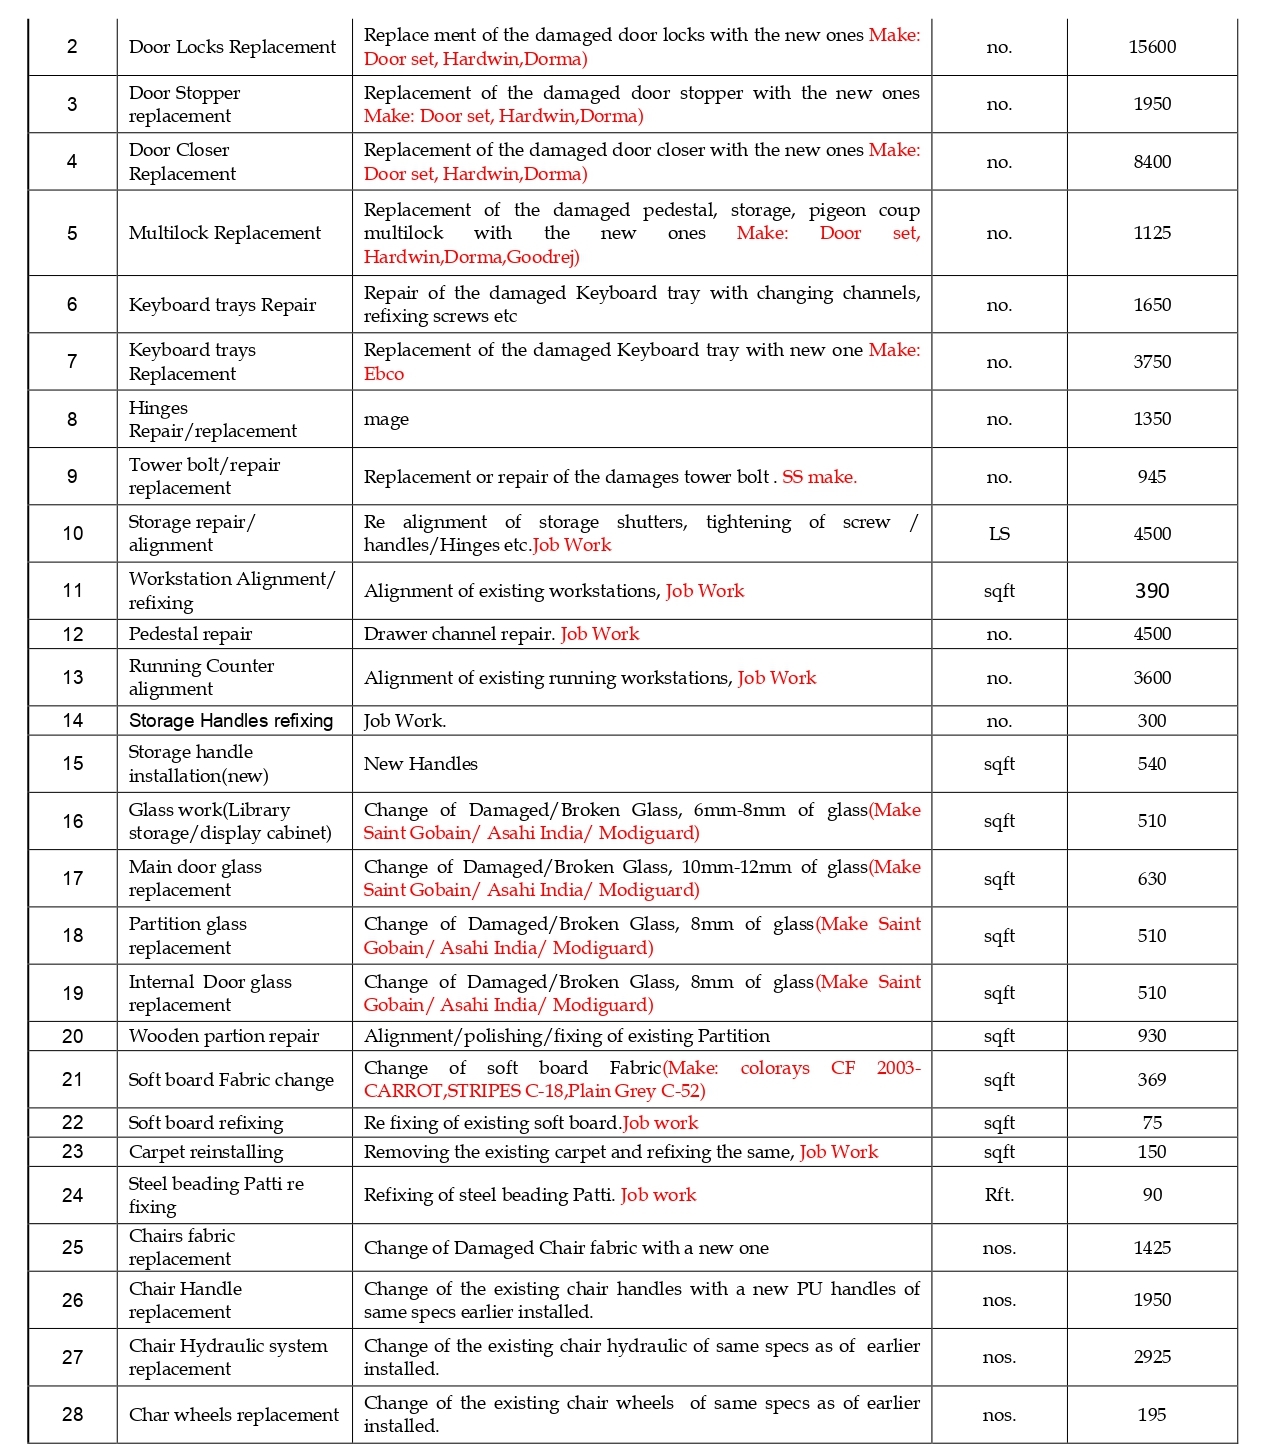 2 Door Locks Replacement Replace ment of the damaged door locks with the new ones Make: no. 15600
Door set, Hardwin,Dorma)
3 Door Stopper Replacement of the damaged door stopper with the new ones no. 1950
replacement Make: Door set, Hardwin,Dorma)
4 Door Closer Replacement of the damaged door closer with the new ones Make: no. 8400
Replacement Door set, Hardwin,Dorma)
Replacement of the damaged pedestal, storage, pigeon coup
5 Multilock Replacement multilock with the new ones Make: Door set, no. 1125
Hardwin,Dorma,Goodrej)
6 Keyboard trays Repair Repair of the damaged Keyboard tray with changing channels, no. 1650
refixing screws etc
7 Keyboard trays Replacement of the damaged Keyboard tray with new one Make: no. 3750
Replacement Ebco
8 Hinges mage no. 1350
Repair/replacement
9 Tower bolt/repair Replacement or repair of the damages tower bolt . SS make. no. 945
replacement
10 Storage repair/ Re alignment of storage shutters, tightening of screw / LS 4500
alignment handles/Hinges etc.Job Work
11 Workstation Alignment/ Alignment of existing workstations, Job Work sqft 390
refixing
12 Pedestal repair Drawer channel repair. Job Work no. 4500
13 Running Counter Alignment of existing running workstations, Job Work no. 3600
alignment
14 Storage Handles refixing Job Work. no. 300
15 Storage handle New Handles sqft 540
installation(new)
16 Glass work(Library Change of Damaged/Broken Glass, 6mm-8mm of glass(Make sqft 510
storage/display cabinet) Saint Gobain/ Asahi India/ Modiguard)
17 Main door glass Change of Damaged/Broken Glass, 10mm-12mm of glass(Make sqft 630
replacement Saint Gobain/ Asahi India/ Modiguard)
18 Partition glass Change of Damaged/Broken Glass, 8mm of glass(Make Saint sqft 510
replacement Gobain/ Asahi India/ Modiguard)
19 Internal Door glass Change of Damaged/Broken Glass, 8mm of glass(Make Saint sqft 510
replacement Gobain/ Asahi India/ Modiguard)
20 Wooden partion repair Alignment/polishing/fixing of existing Partition sqft 930
21 Soft board Fabric change Change of soft board Fabric(Make: colorays CF 2003- sqft 369
CARROT,STRIPES C-18,Plain Grey C-52)
22 Soft board refixing Re fixing of existing soft board.Job work sqft 75
23 Carpet reinstalling Removing the existing carpet and refixing the same, Job Work sqft 150
24 Steel beading Patti re Refixing of steel beading Patti. Job work Rft. 90
fixing
25 Chairs fabric Change of Damaged Chair fabric with a new one nos. 1425
replacement
26 Chair Handle Change of the existing chair handles with a new PU handles of nos. 1950
replacement same specs earlier installed.
27 Chair Hydraulic system Change of the existing chair hydraulic of same specs as of earlier nos. 2925
replacement installed.
28 Char wheels replacement Change of the existing chair wheels of same specs as of earlier nos. 195
installed.